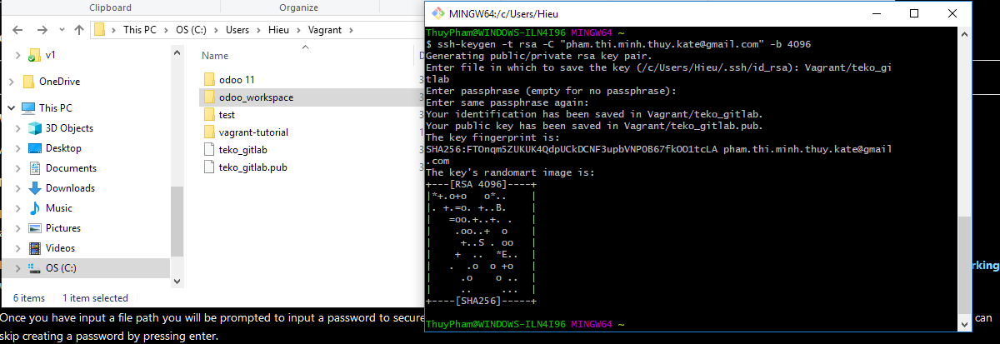 Clipboard
Organize
This PC > OS (C:) > Users > Hieu > Vagrant >
v1
OneDrive
This PC
3D Objects
Desktop
Documents
Downloads
Music
Pictures
Videos
OS (C:)
Name
odoo 11
odoo_workspace
test
vagrant-tutorial
teko_gitlab
teko_gitlab.pub
6 items
1 item selected
MINGW64:/c/Users/Hieu
ThuyPham@WINDOWS-ILN4I96 MINGW64 ~
$ ssh-keygen -t rsa -C "pham.thi.minh.thuy.kate@gmail.com" -b 4096
Generating public/private rsa key pair.
Enter file in which to save the key (/c/Users/Hieu/.ssh/id_rsa): Vagrant/teko_gi
tlab
Enter passphrase (empty for no passphrase):
Enter same passphrase again:
Your identification has been saved in Vagrant/teko_gitlab.
Your public key has been saved in Vagrant/teko_gitlab.pub.
The key fingerprint is:
SHA256:FTOnqm5ZUKUK4QdpUCkDCNF3upbVNP0B67fkOO1tcLA pham.thi.minh.thuy.kate@gmail
.com
The key's randomart image is:
+---[RSA 4096]----+
|*+.o+o   o*..    |
|. +.=o. +..B.    |
|   =oo.+..+. .   |
|    .oo..+  o    |
|     +..S . oo   |
|    +  ..  *E..  |
|   .  .o  o +o   |
|     .o    o ..  |
|     ..     ...  |
+----[SHA256]-----+
ThuyPham@WINDOWS-ILN4I96 MINGW64 ~
rking
Once you have input a file path you will be prompted to input a password to secure
can
skip creating a password by pressing enter.